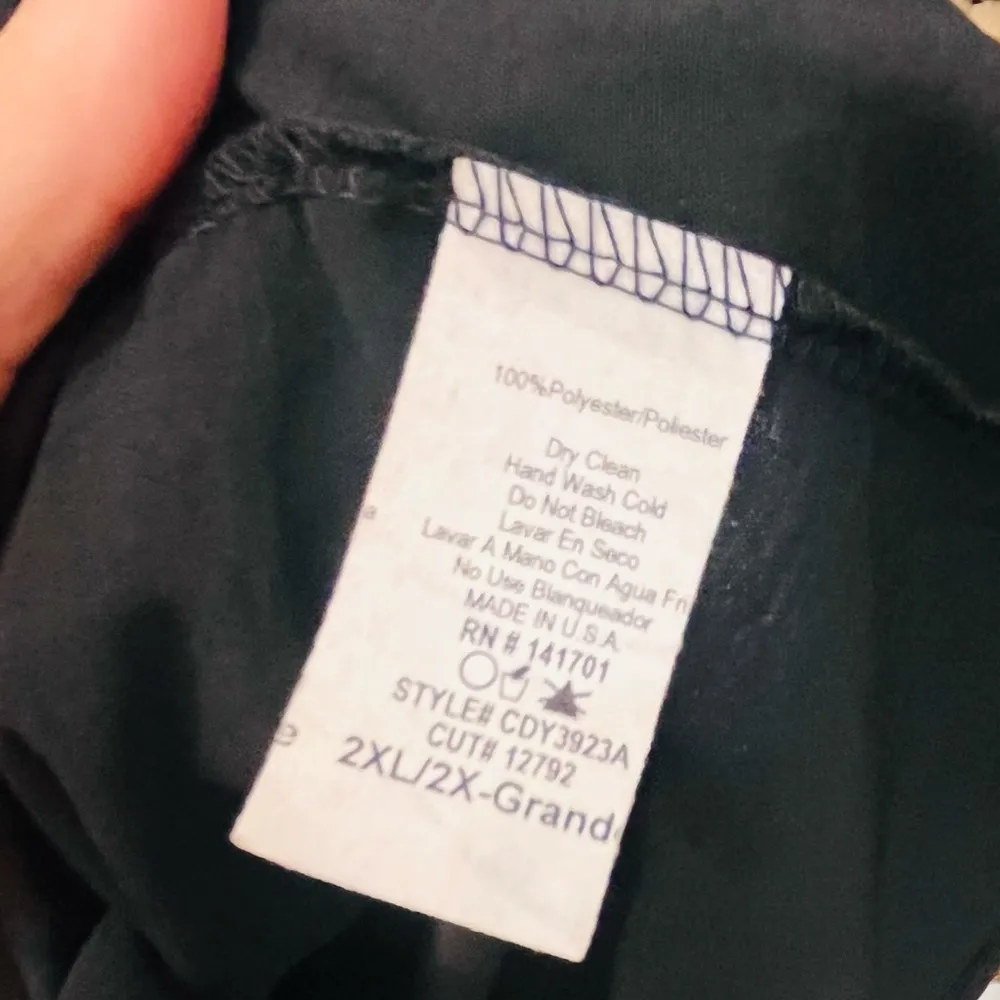 100%Polyester/Poliester
Dry Clean
Hand Wash Cold
Do Not Bleach
Lavar En Seco
Lavar A Mano Con Agua Fri
No Use Blanqueador
MADE IN U.S.A.
RN # 141701
STYLE# CDY3923A
CUT# 12792
2XL/2X-Grand
a
e